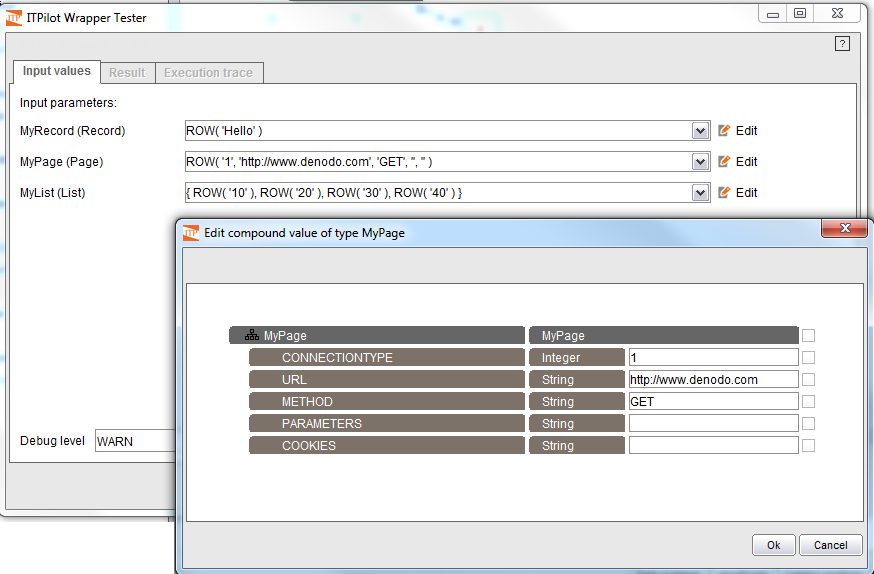 ITP ITPilot Wrapper Tester
?
Input values Result Execution trace
Input parameters:
MyRecord (Record) ROW( 'Hello' ) Edit
MyPage (Page) ROW( '1', 'http://www.denodo.com', 'GET', '', '' ) Edit
MyList (List) { ROW( '10' ), ROW( '20' ), ROW( '30' ), ROW( '40' ) } Edit
ITP Edit compound value of type MyPage
MyPage MyPage
CONNECTIONTYPE Integer 1
URL String http://www.denodo.com
METHOD String GET
PARAMETERS String
COOKIES String
Debug level WARN
Ok Cancel